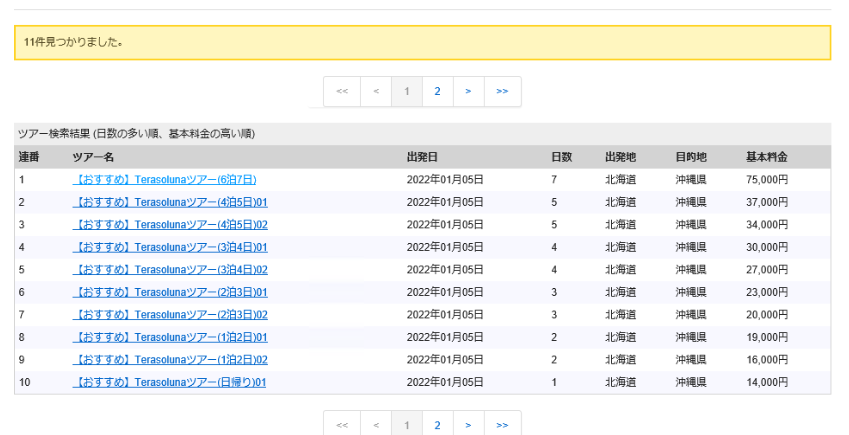 11件見つかりました。
<< < 1 2 > >>
ツアー検索結果 (日数の多い順、基本料金の高い順)
連番 ツアー名 出発日 日数 出発地 目的地 基本料金
1 【おすすめ】Terasolunaツアー(6泊7日) 2022年01月05日 7 北海道 沖縄県 75,000円
2 【おすすめ】Terasolunaツアー(4泊5日)01 2022年01月05日 5 北海道 沖縄県 37,000円
3 【おすすめ】Terasolunaツアー(4泊5日)02 2022年01月05日 5 北海道 沖縄県 34,000円
4 【おすすめ】Terasolunaツアー(3泊4日)01 2022年01月05日 4 北海道 沖縄県 30,000円
5 【おすすめ】Terasolunaツアー(3泊4日)02 2022年01月05日 4 北海道 沖縄県 27,000円
6 【おすすめ】Terasolunaツアー(2泊3日)01 2022年01月05日 3 北海道 沖縄県 23,000円
7 【おすすめ】Terasolunaツアー(2泊3日)02 2022年01月05日 3 北海道 沖縄県 20,000円
8 【おすすめ】Terasolunaツアー(1泊2日)01 2022年01月05日 2 北海道 沖縄県 19,000円
9 【おすすめ】Terasolunaツアー(1泊2日)02 2022年01月05日 2 北海道 沖縄県 16,000円
10 【おすすめ】Terasolunaツアー(日帰り)01 2022年01月05日 1 北海道 沖縄県 14,000円
<< < 1 2 > >>